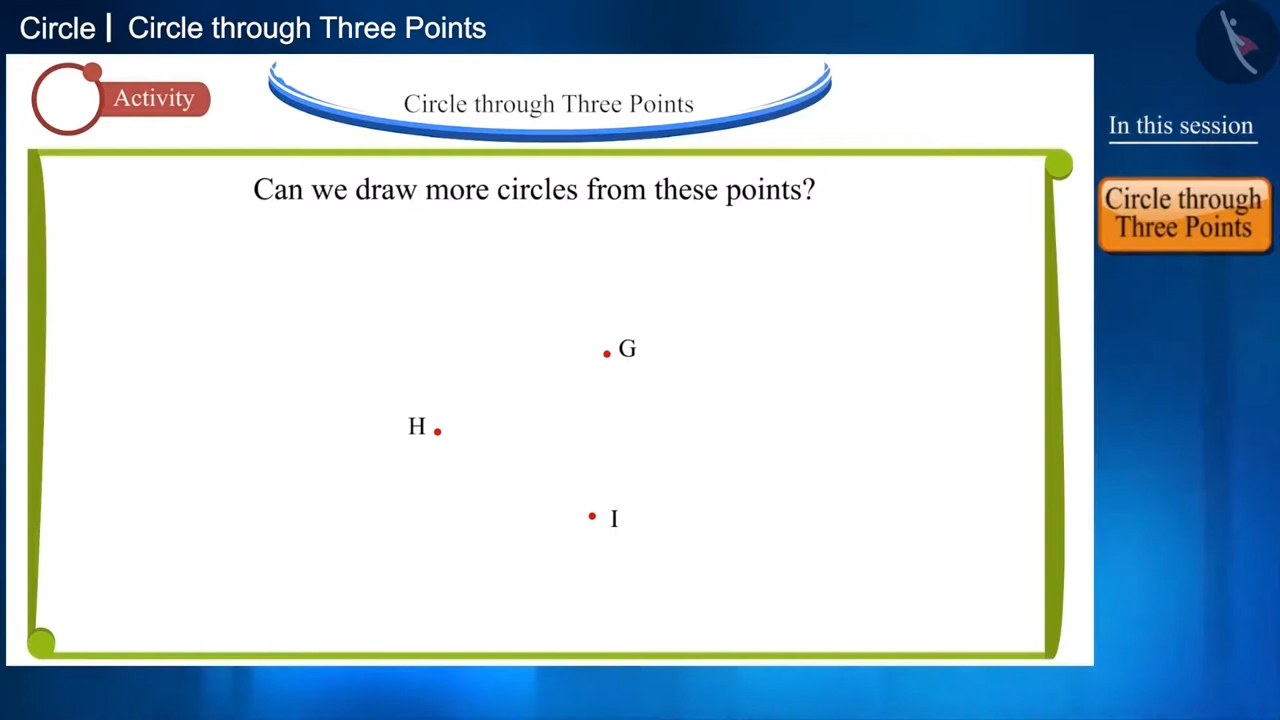 Circle | Circle through Three Points
Activity
Circle through Three Points
In this session
Circle through
Three Points
Can we draw more circles from these points?
G
H
I